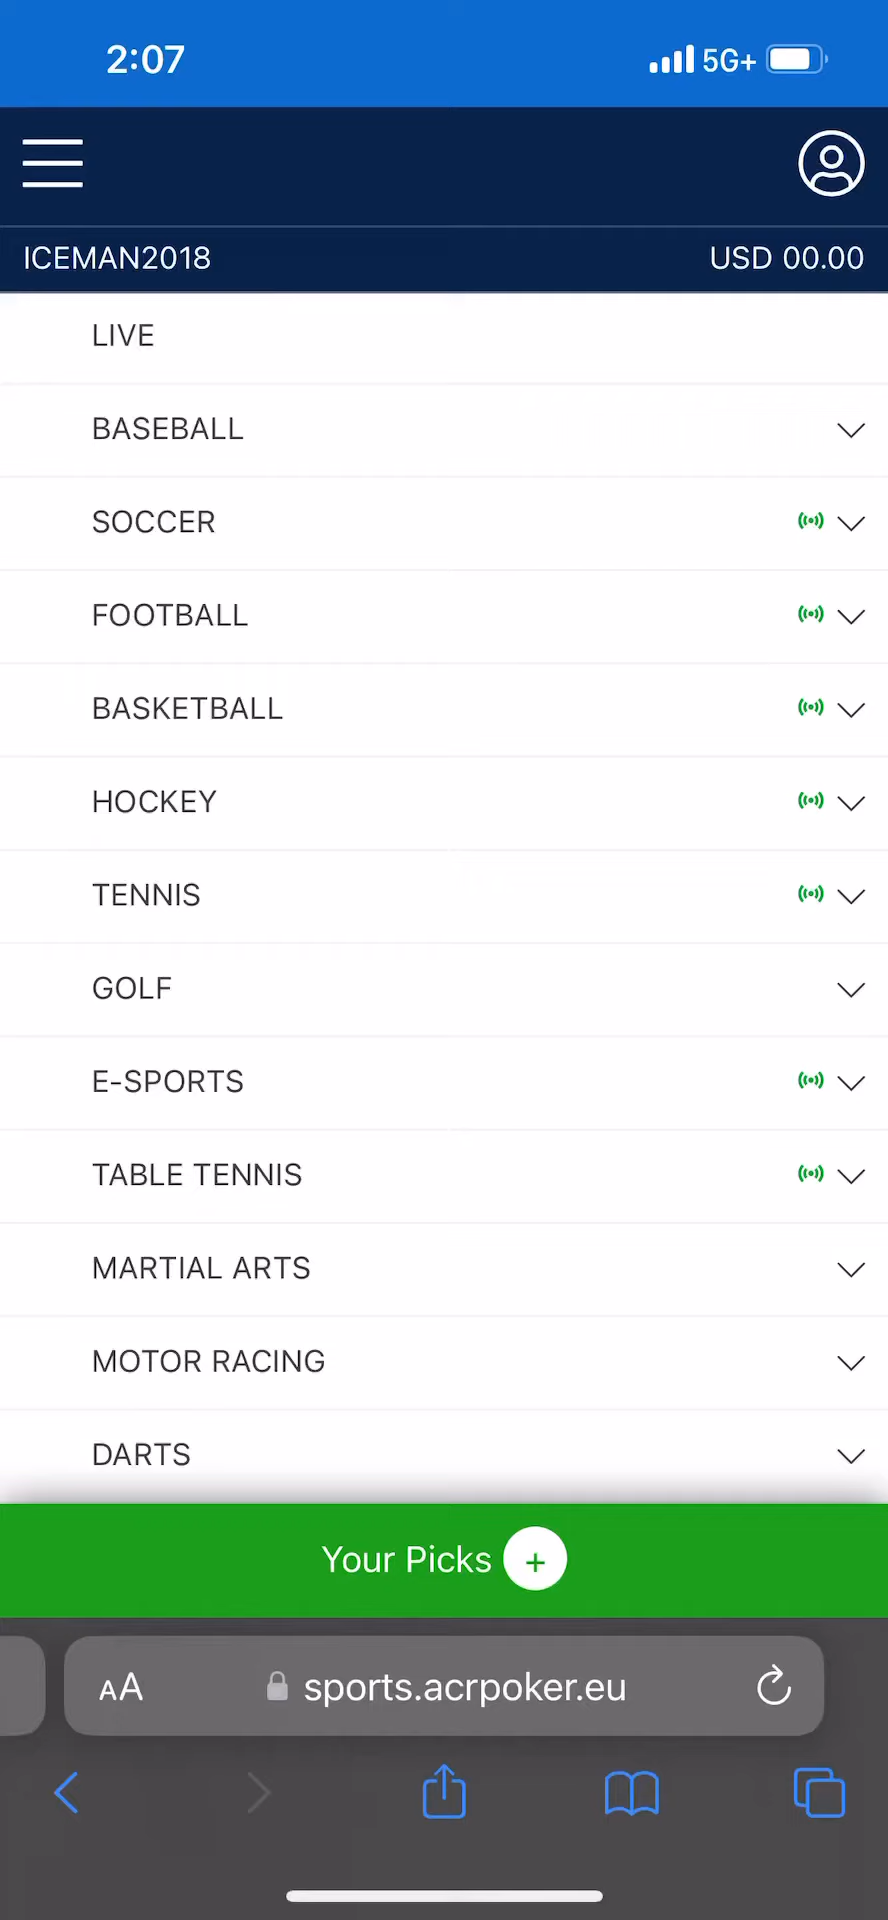 2:07 5G+
ICEMAN2018 USD 00.00
LIVE
BASEBALL
SOCCER
FOOTBALL
BASKETBALL
HOCKEY
TENNIS
GOLF
E-SPORTS
TABLE TENNIS
MARTIAL ARTS
MOTOR RACING
DARTS
Your Picks +
AA sports.acrpoker.eu